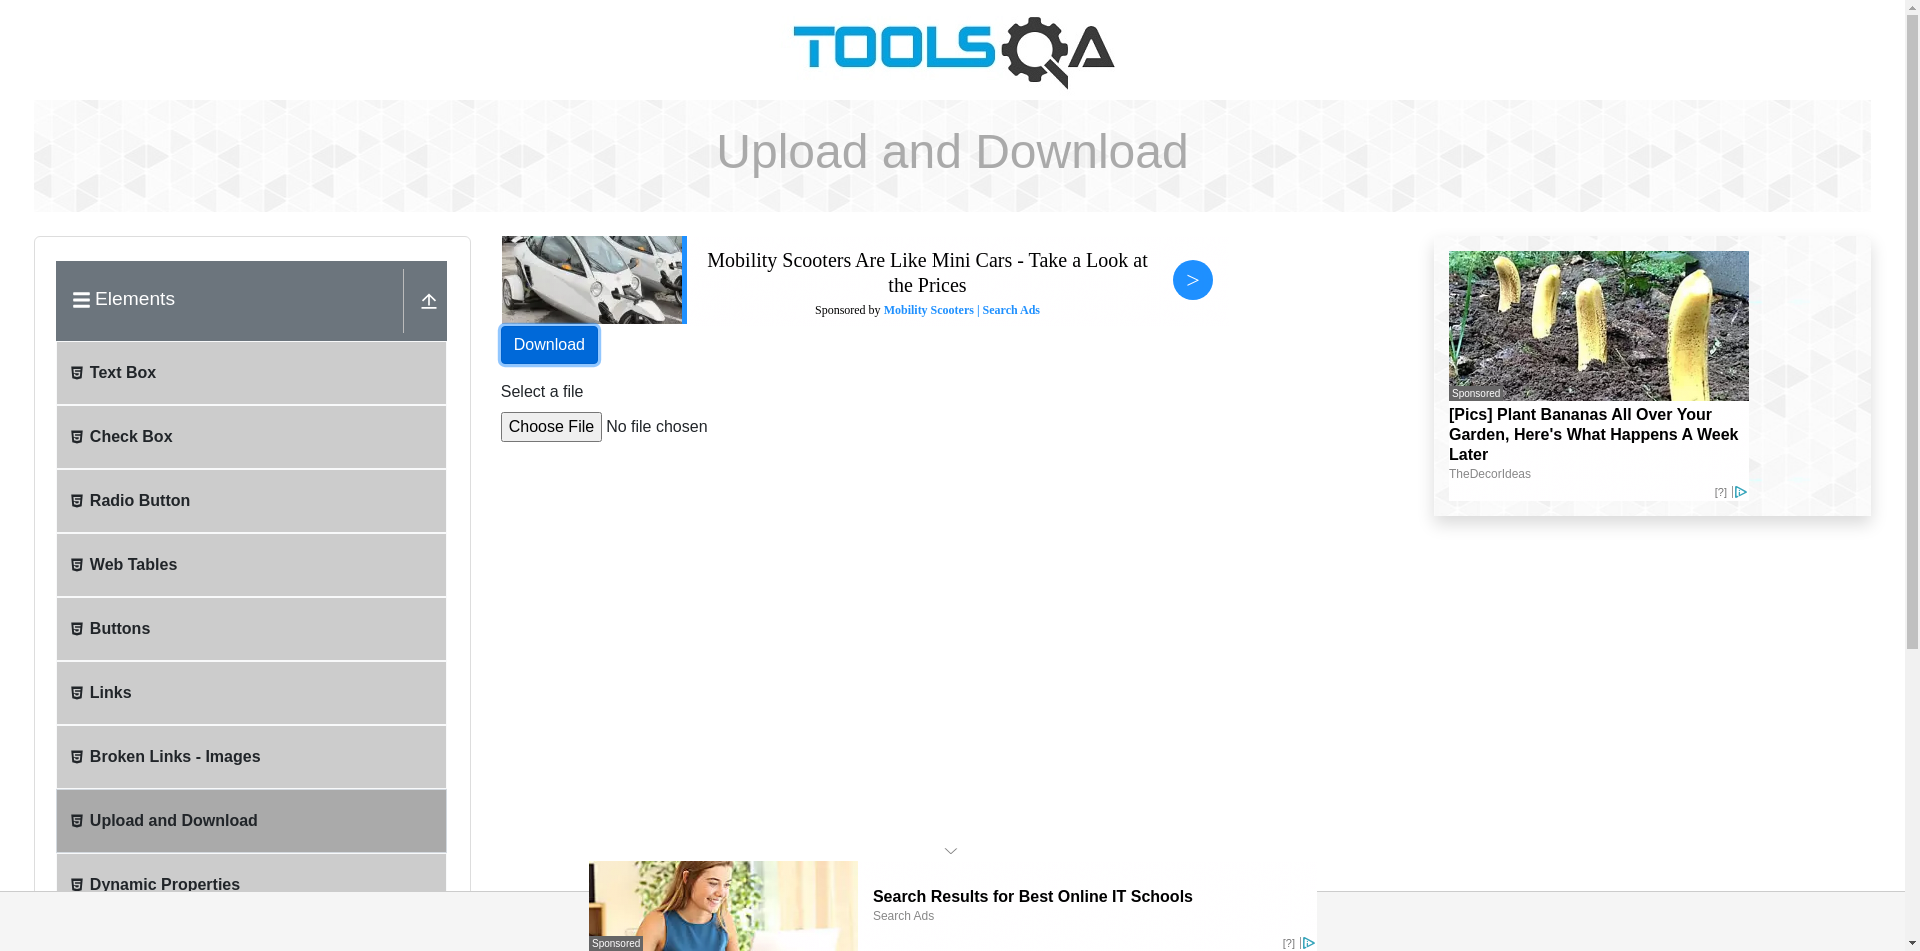 TOOLSQA
Upload and Download
Elements
Text Box
Check Box
Radio Button
Web Tables
Buttons
Links
Broken Links - Images
Upload and Download
Dynamic Properties
Mobility Scooters Are Like Mini Cars - Take a Look at
the Prices
Sponsored by Mobility Scooters | Search Ads
>
Download
Select a file
Choose File No file chosen
Sponsored
[Pics] Plant Bananas All Over Your
Garden, Here's What Happens A Week
Later
TheDecorIdeas
[?]
Search Results for Best Online IT Schools
Search Ads
Sponsored
[?]